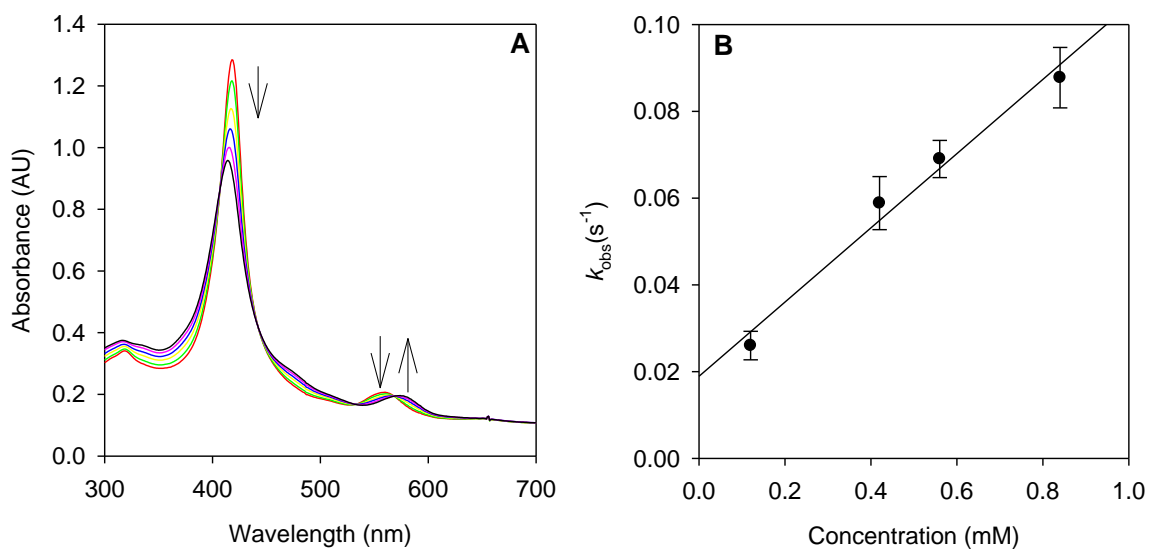 A
1.4
1.2
1.0
0.8
0.6
0.4
0.2
0.0
300 400 500 600 700
Absorbance (AU)
Wavelength (nm)
B
0.10
0.08
0.06
0.04
0.02
0.00
0.0 0.2 0.4 0.6 0.8 1.0
kobs(s-1)
Concentration (mM)